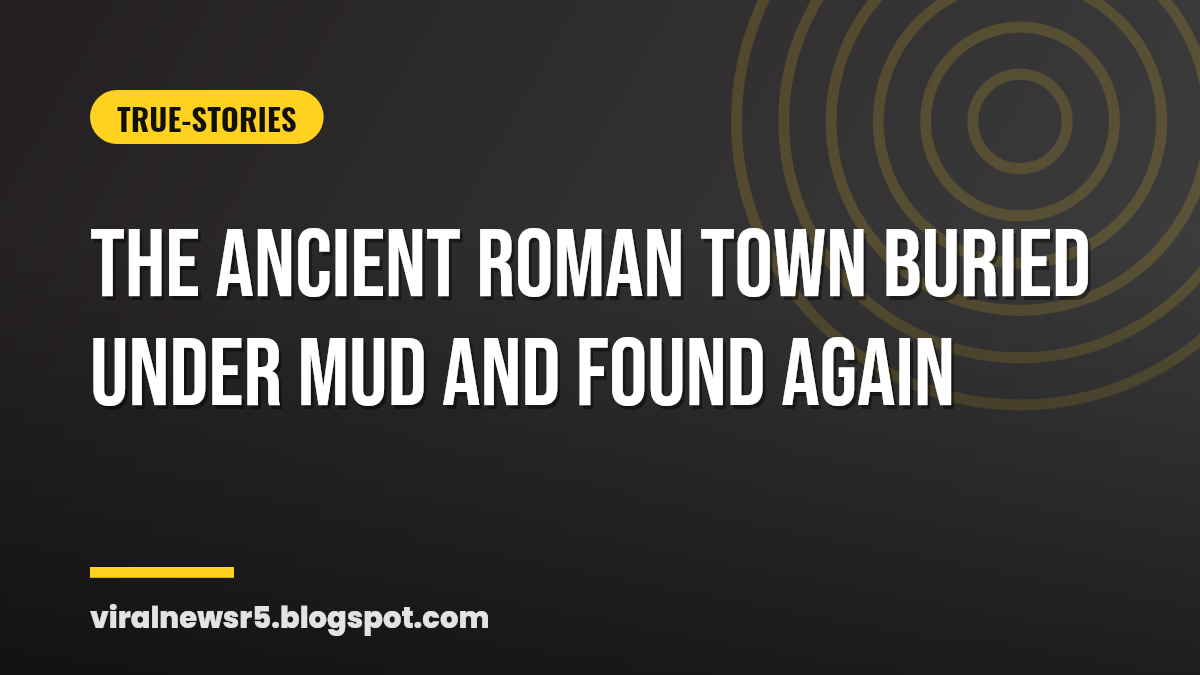 TRUE-STORIES
THE ANCIENT ROMAN TOWN BURIED
UNDER MUD AND FOUND AGAIN
viralnewsr5.blogspot.com